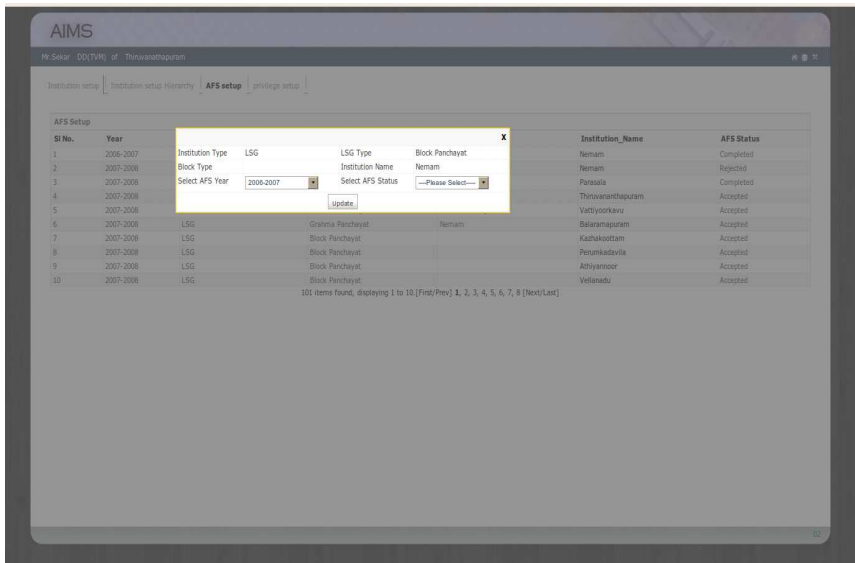 AIMS
Mr.Sekar DD(TVM) of Thiruvananthapuram
Institution setup Institution setup Hierarchy AFS setup privilege setup
AFS Setup
Sl No. Year Institution_Name AFS Status
X
Institution Type LSG LSG Type Block Panchayat
Block Type Institution Name Nemam
Select AFS Year 2006-2007 Select AFS Status ----Please Select----
Update
1 2006-2007 Nemam Completed
2 2007-2008 Nemam Rejected
3 2007-2008 Parasala Completed
4 2007-2008 Thiruvananthapuram Accepted
5 2007-2008 Vattiyoorkavu Accepted
6 2007-2008 LSG Grahma Panchayat Nemam Balaramapuram Accepted
7 2007-2008 LSG Block Panchayat Kazhakoottam Accepted
8 2007-2008 LSG Block Panchayat Perumkadavila Accepted
9 2007-2008 LSG Block Panchayat Athiyannoor Accepted
10 2007-2008 LSG Block Panchayat Vellanadu Accepted
101 items found, displaying 1 to 10.[First/Prev] 1, 2, 3, 4, 5, 6, 7, 8 [Next/Last]